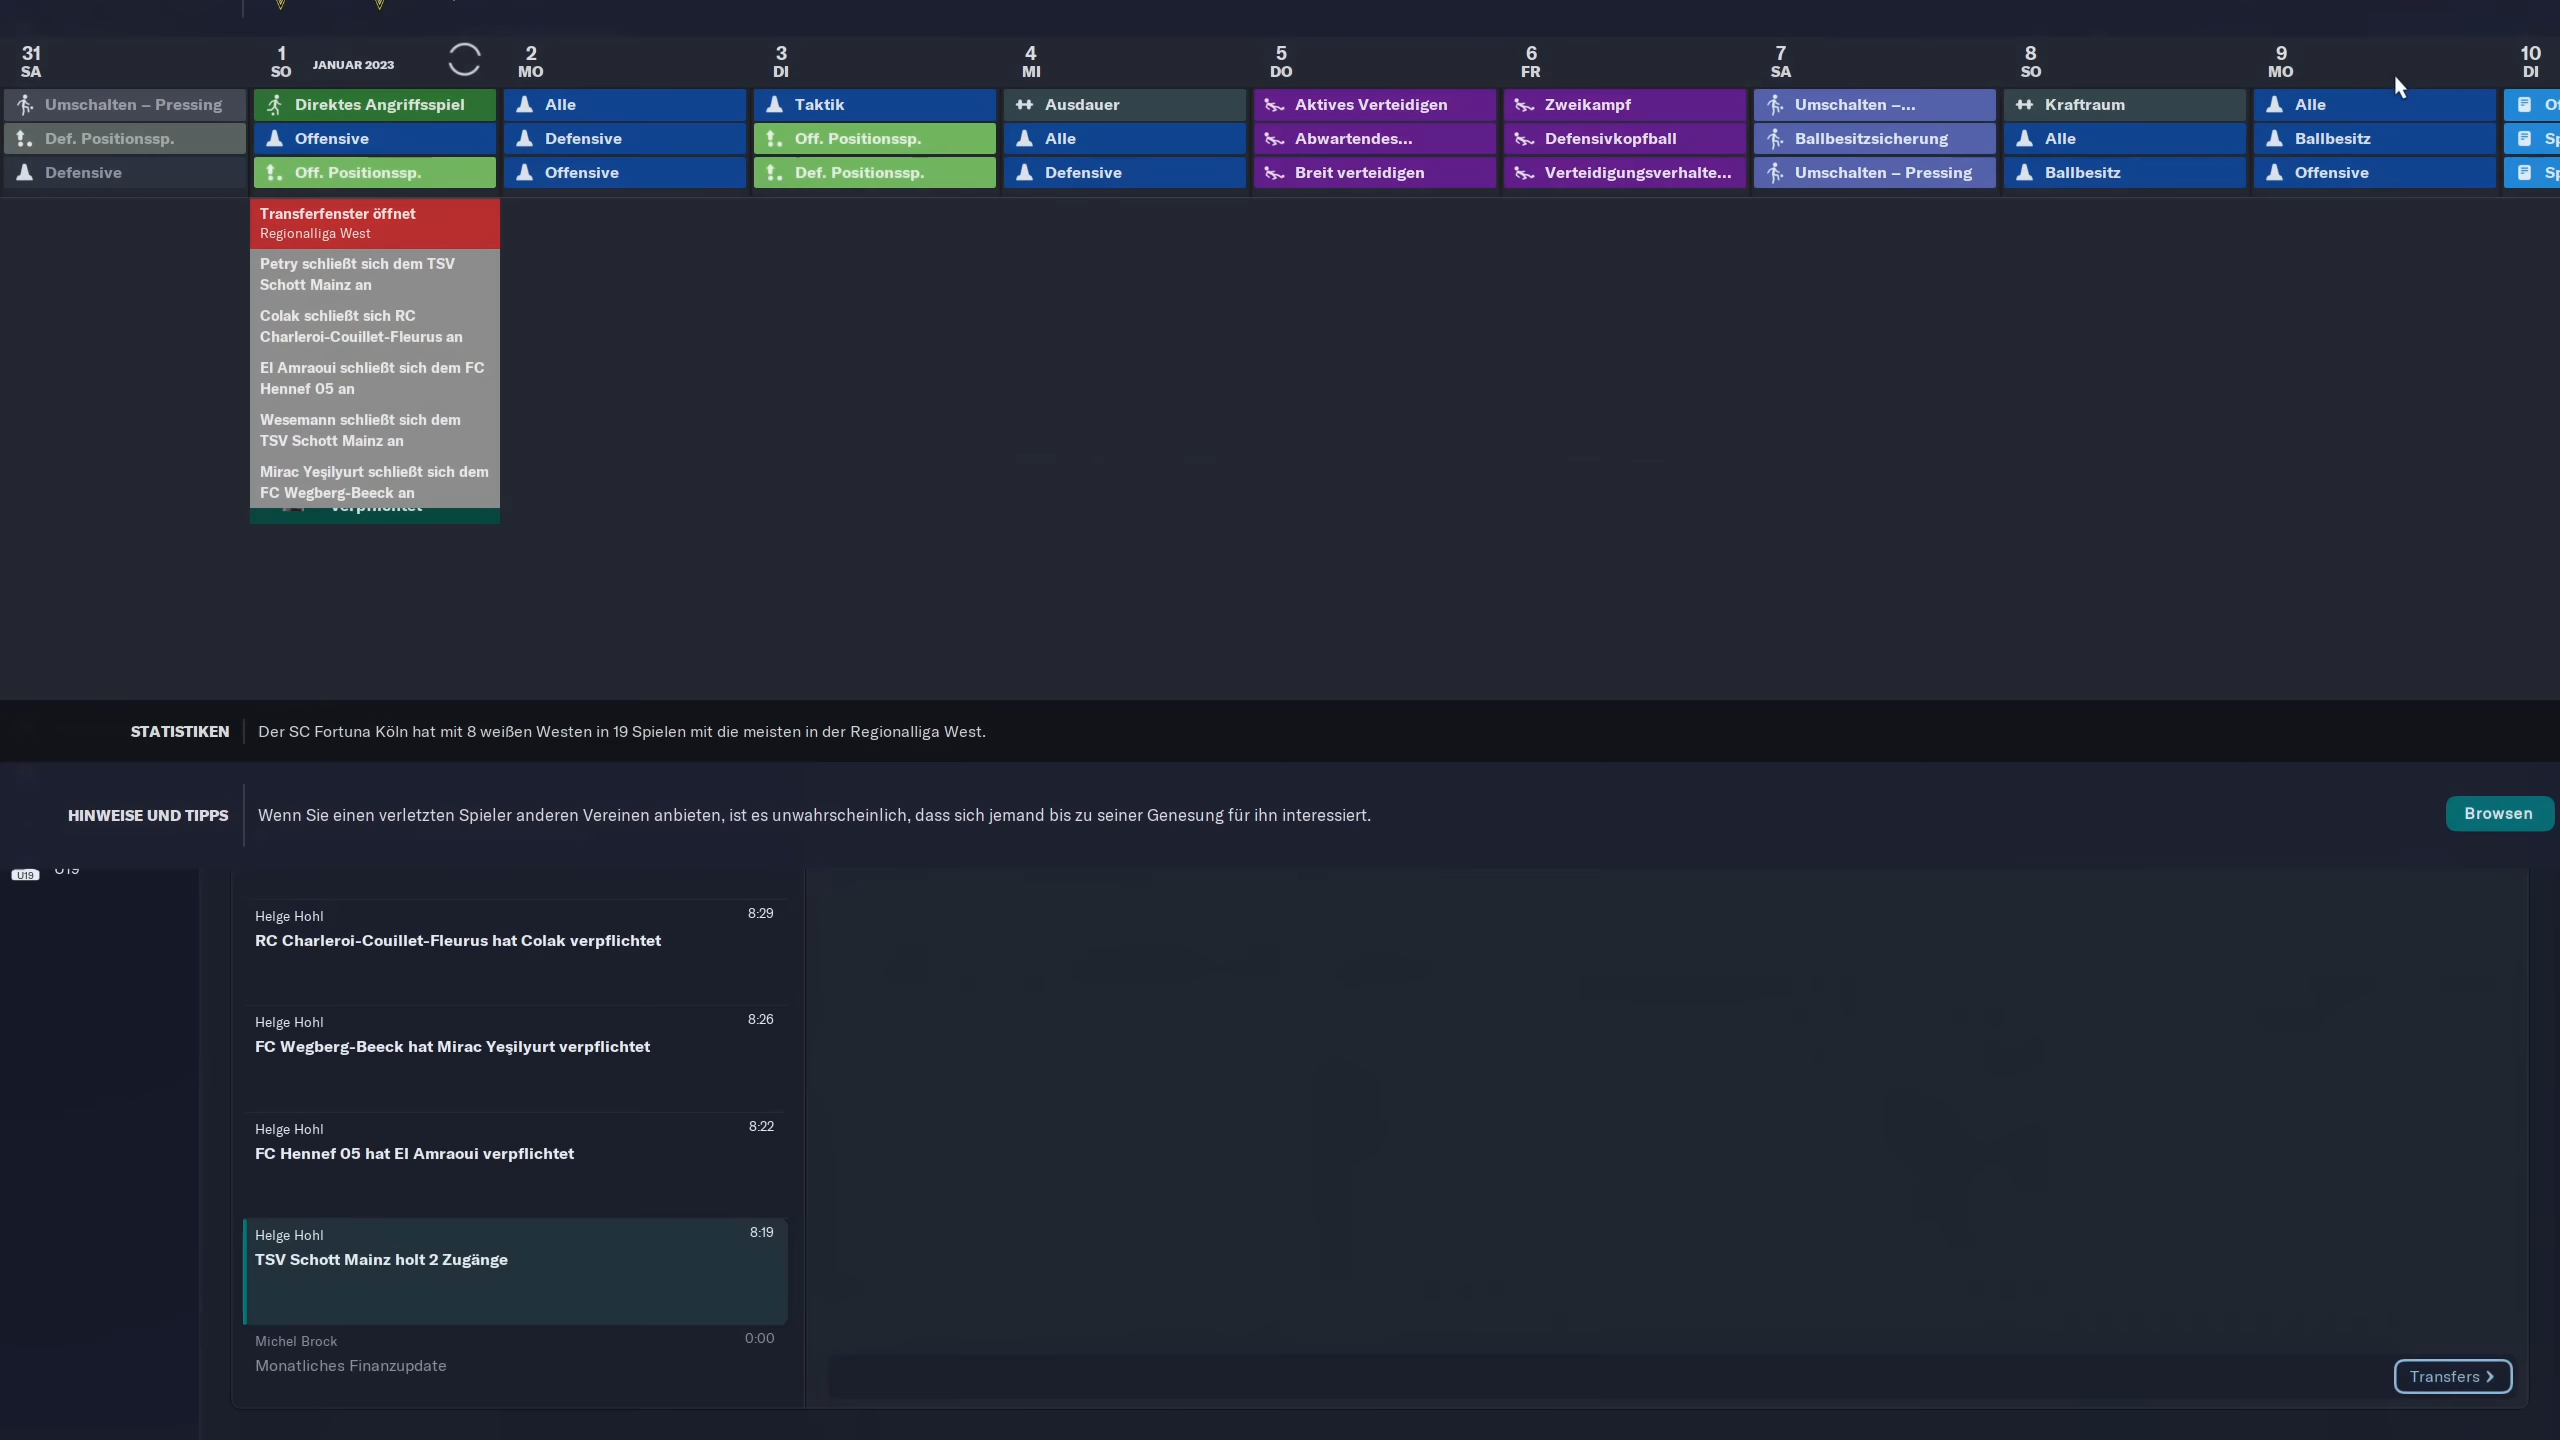 31
SA
1
SO
JANUAR 2023
2
MO
3
DI
4
MI
5
DO
6
FR
7
SA
8
SO
9
MO
10
DI
Umschalten – Pressing
Direktes Angriffsspiel
Alle
Taktik
Ausdauer
Aktives Verteidigen
Zweikampf
Umschalten –...
Kraftraum
Alle
Def. Positionssp.
Offensive
Defensive
Off. Positionssp.
Alle
Abwartendes...
Defensivkopfball
Ballbesitzsicherung
Alle
Ballbesitz
Defensive
Off. Positionssp.
Offensive
Def. Positionssp.
Defensive
Breit verteidigen
Verteidigungsverhalte...
Umschalten – Pressing
Ballbesitz
Offensive
Transferfenster öffnet
Regionalliga West
Petry schließt sich dem TSV
Schott Mainz an
Colak schließt sich RC
Charleroi-Couillet-Fleurus an
El Amraoui schließt sich dem FC
Hennef 05 an
Wesemann schließt sich dem
TSV Schott Mainz an
Mirac Yeşilyurt schließt sich dem
FC Wegberg-Beeck an
verpflichtet
STATISTIKEN
Der SC Fortuna Köln hat mit 8 weißen Westen in 19 Spielen mit die meisten in der Regionalliga West.
HINWEISE UND TIPPS
Wenn Sie einen verletzten Spieler anderen Vereinen anbieten, ist es unwahrscheinlich, dass sich jemand bis zu seiner Genesung für ihn interessiert.
Browsen
U19
U19
Helge Hohl
8:29
RC Charleroi-Couillet-Fleurus hat Colak verpflichtet
Helge Hohl
8:26
FC Wegberg-Beeck hat Mirac Yeşilyurt verpflichtet
Helge Hohl
8:22
FC Hennef 05 hat El Amraoui verpflichtet
Helge Hohl
8:19
TSV Schott Mainz holt 2 Zugänge
Michel Brock
0:00
Monatliches Finanzupdate
Transfers